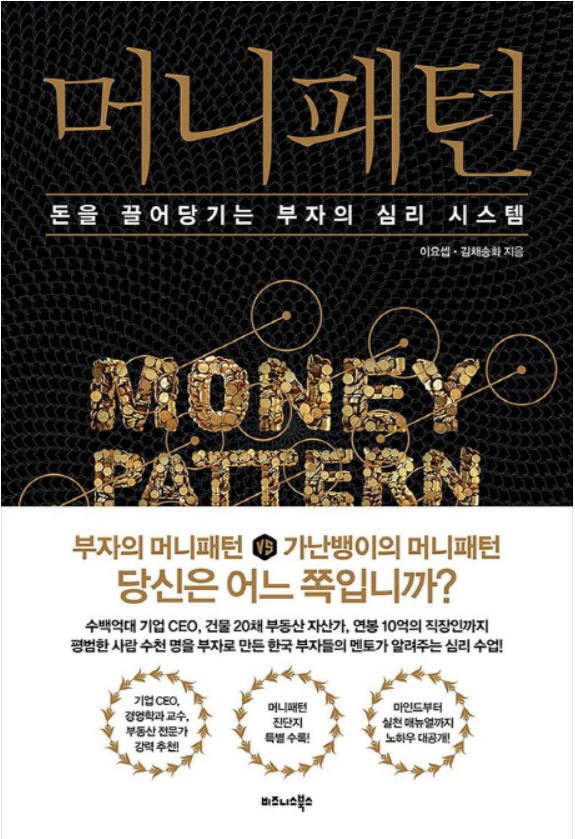 머니패턴
돈을 끌어당기는 부자의 심리 시스템
이요셉 • 김채송화 지음
MONEY
PATTERN
부자의 머니패턴 VS 가난뱅이의 머니패턴
당신은 어느 쪽입니까?
수백억대 기업 CEO, 건물 20채 부동산 자산가, 연봉 10억의 직장인까지
평범한 사람 수천 명을 부자로 만든 한국 부자들의 멘토가 알려주는 심리 수업!
기업 CEO,
경영학과 교수,
부동산 전문가
강력 추천!
머니패턴
진단지
특별 수록!
마인드부터
실천 매뉴얼까지
노하우 대공개!
비즈니스북스